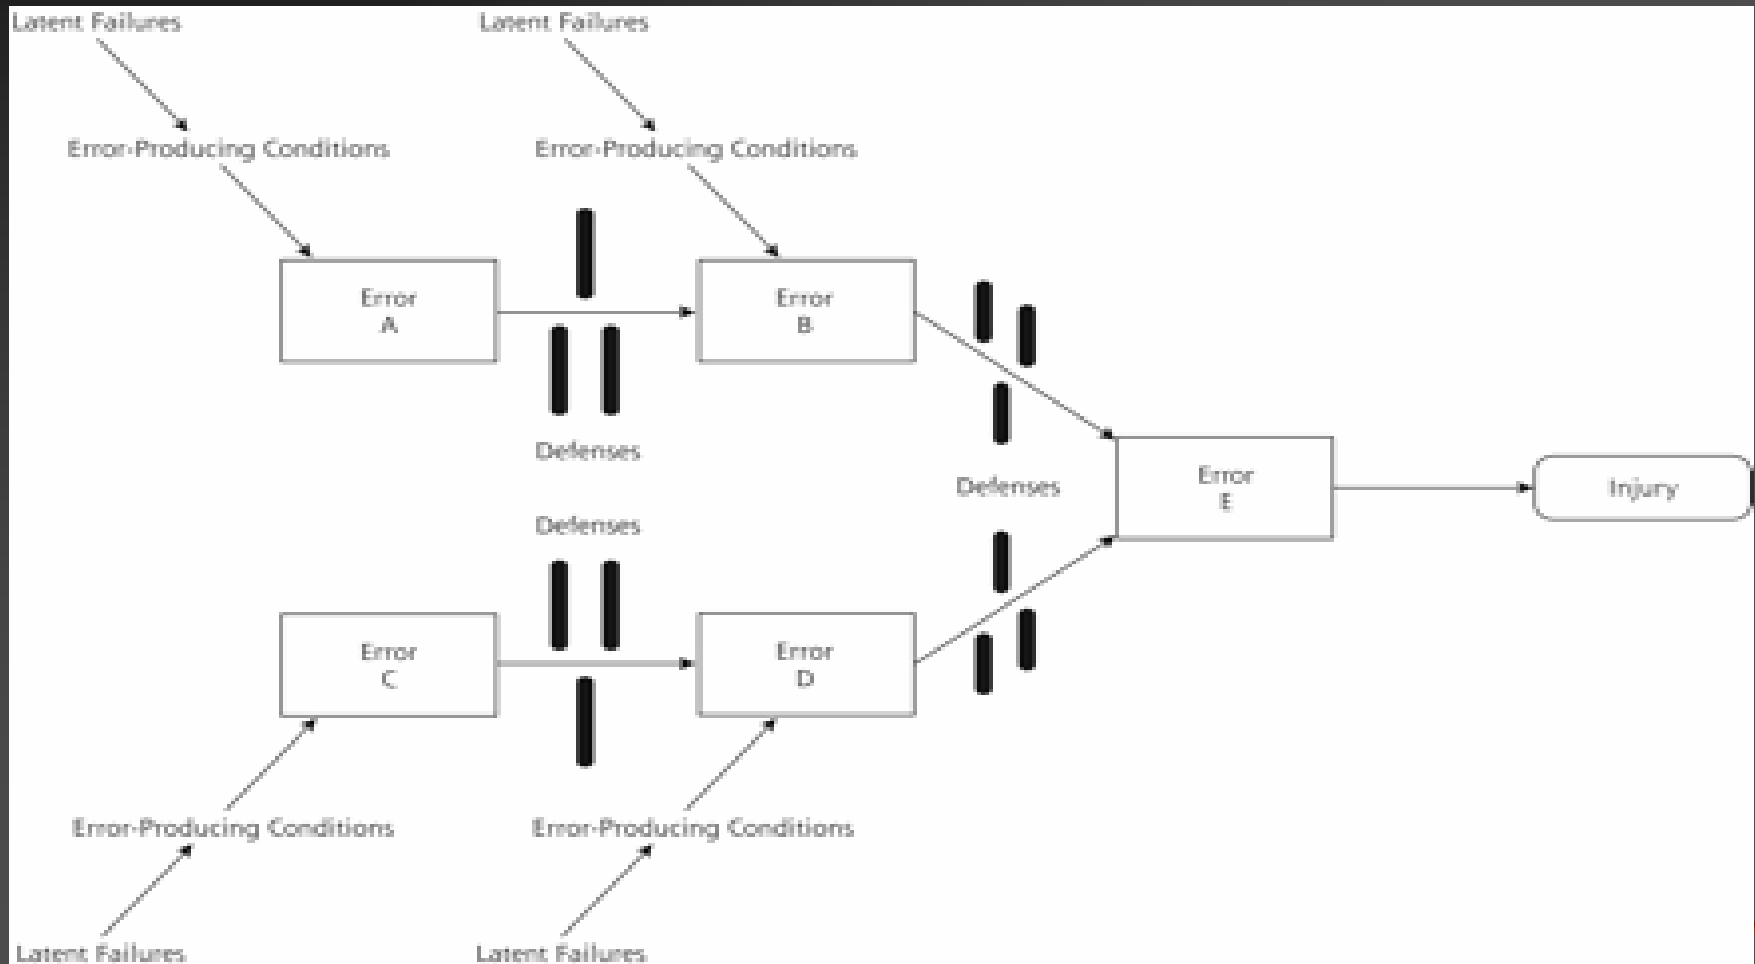 Latent Failures
Latent Failures
Error-Producing Conditions
Error-Producing Conditions
Error
A
Error
B
Defenses
Defenses
Error
E
Injury
Defenses
Error
C
Error
D
Error-Producing Conditions
Error-Producing Conditions
Latent Failures
Latent Failures